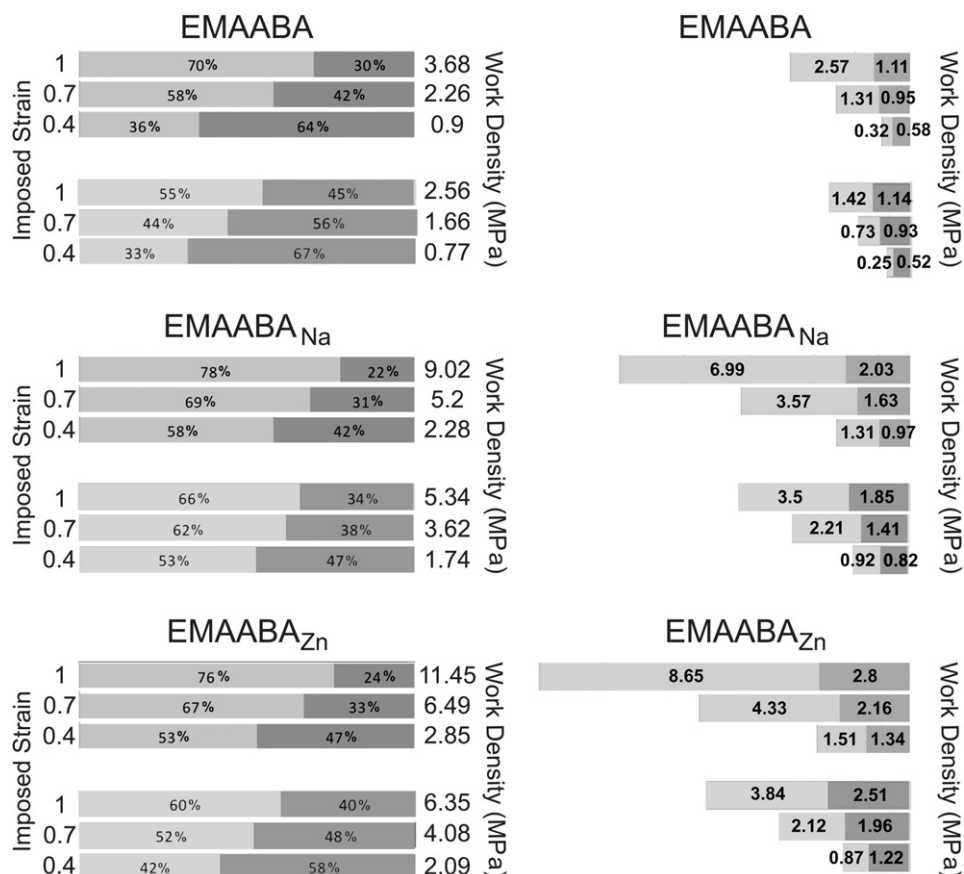 EMAABA
EMAABA
Imposed Strain
1 70% 30% 3.68
0.7 58% 42% 2.26
0.4 36% 64% 0.9
1 55% 45% 2.56
0.7 44% 56% 1.66
0.4 33% 67% 0.77
Work Density (MPa)
2.57 1.11
1.31 0.95
0.32 0.58
1.42 1.14
0.73 0.93
0.25 0.52
Work Density (MPa)
EMAABA Na
EMAABA Na
Imposed Strain
1 78% 22% 9.02
0.7 69% 31% 5.2
0.4 58% 42% 2.28
1 66% 34% 5.34
0.7 62% 38% 3.62
0.4 53% 47% 1.74
Work Density (MPa)
6.99 2.03
3.57 1.63
1.31 0.97
3.5 1.85
2.21 1.41
0.92 0.82
Work Density (MPa)
EMAABA Zn
EMAABA Zn
Imposed Strain
1 76% 24% 11.45
0.7 67% 33% 6.49
0.4 53% 47% 2.85
1 60% 40% 6.35
0.7 52% 48% 4.08
0.4 42% 58% 2.09
Work Density (MPa)
8.65 2.8
4.33 2.16
1.51 1.34
3.84 2.51
2.12 1.96
0.87 1.22
Work Density (MPa)